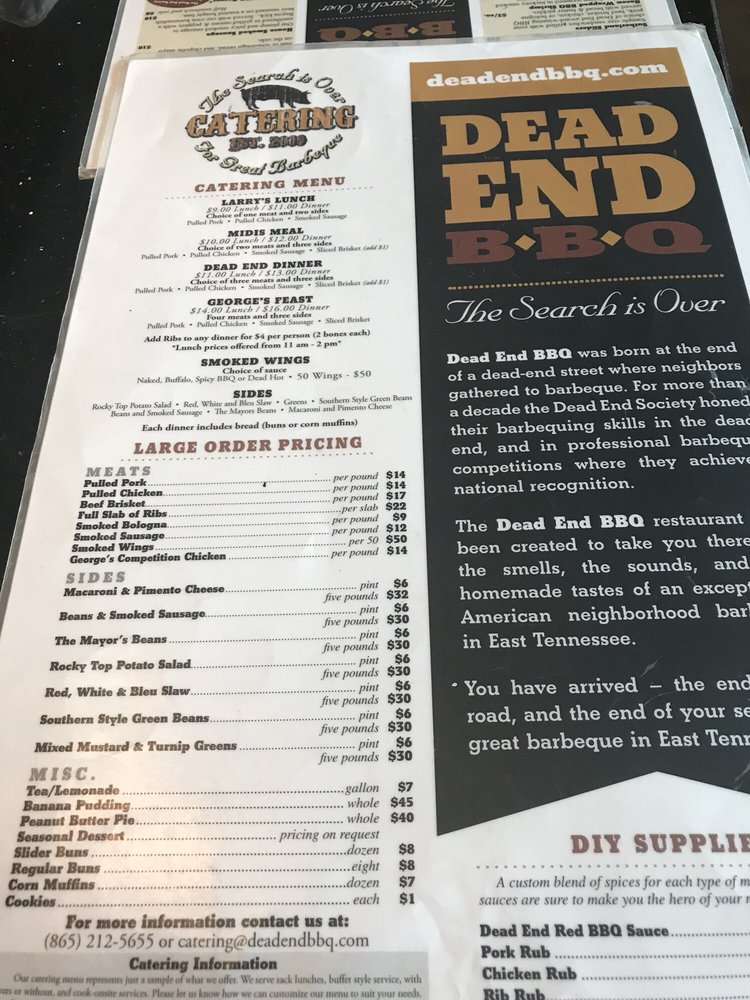 The Search is Over
CATERING
EST. 2009
For Great Barbeque
CATERING MENU
LARRY'S LUNCH
$9.00 Lunch / $11.00 Dinner
Choice of one meat and two sides
Pulled Pork • Pulled Chicken • Smoked Sausage
MIDIS MEAL
$10.00 Lunch / $12.00 Dinner
Choice of two meats and three sides
Pulled Pork • Pulled Chicken • Smoked Sausage • Sliced Brisket (add $1)
DEAD END DINNER
$11.00 Lunch / $13.00 Dinner
Choice of three meats and three sides
Pulled Pork • Pulled Chicken • Smoked Sausage • Sliced Brisket (add $1)
GEORGE'S FEAST
$14.00 Lunch / $16.00 Dinner
Four meats and three sides
Pulled Pork • Pulled Chicken • Smoked Sausage • Sliced Brisket
Add Ribs to any dinner for $4 per person (2 bones each)
*Lunch prices offered from 11 am - 2 pm*
SMOKED WINGS
Choice of sauce
Naked, Buffalo, Spicy BBQ or Dead Hot • 50 Wings - $50
SIDES
Rocky Top Potato Salad • Red, White and Bleu Slaw • Greens • Southern Style Green Beans
Beans and Smoked Sausage • The Mayors Beans • Macaroni and Pimento Cheese
Each dinner includes bread (buns or corn muffins)
LARGE ORDER PRICING
MEATS
Pulled Pork per pound $14
Pulled Chicken per pound $14
Beef Brisket per pound $17
Full Slab of Ribs per slab $22
Smoked Bologna per pound $9
Smoked Sausage per pound $12
Smoked Wings per 50 $50
George's Competition Chicken per pound $14
SIDES
Macaroni & Pimento Cheese pint $6
five pounds $32
Beans & Smoked Sausage pint $6
five pounds $30
The Mayor's Beans pint $6
five pounds $30
Rocky Top Potato Salad pint $6
five pounds $30
Red, White & Bleu Slaw pint $6
five pounds $30
Southern Style Green Beans pint $6
five pounds $30
Mixed Mustard & Turnip Greens pint $6
five pounds $30
MISC.
Tea/Lemonade gallon $7
Banana Pudding whole $45
Peanut Butter Pie whole $40
Seasonal Dessert pricing on request
Slider Buns dozen $8
Regular Buns eight $8
Corn Muffins dozen $7
Cookies each $1
For more information contact us at:
(865) 212-5655 or catering@deadendbbq.com
Catering Information
Our catering menu represents just a sample of what we offer. We serve sack lunches, buffet style service, with
or without, and cook-onsite services. Please let us know how we can customize our menu to suit your needs.
deadendbbq.com
DEAD
END
B•B•Q
The Search is Over
Dead End BBQ was born at the end
of a dead-end street where neighbors
gathered to barbeque. For more than
a decade the Dead End Society honed
their barbequing skills in the dead
end, and in professional barbequ
competitions where they achieve
national recognition.
The Dead End BBQ restaurant
been created to take you there
the smells, the sounds, and
homemade tastes of an excep
American neighborhood bar
in East Tennessee.
You have arrived – the end
road, and the end of your se
great barbeque in East Tenn
DIY SUPPLIE
A custom blend of spices for each type of m
sauces are sure to make you the hero of your
Dead End Red BBQ Sauce
Pork Rub
Chicken Rub
Rib Rub